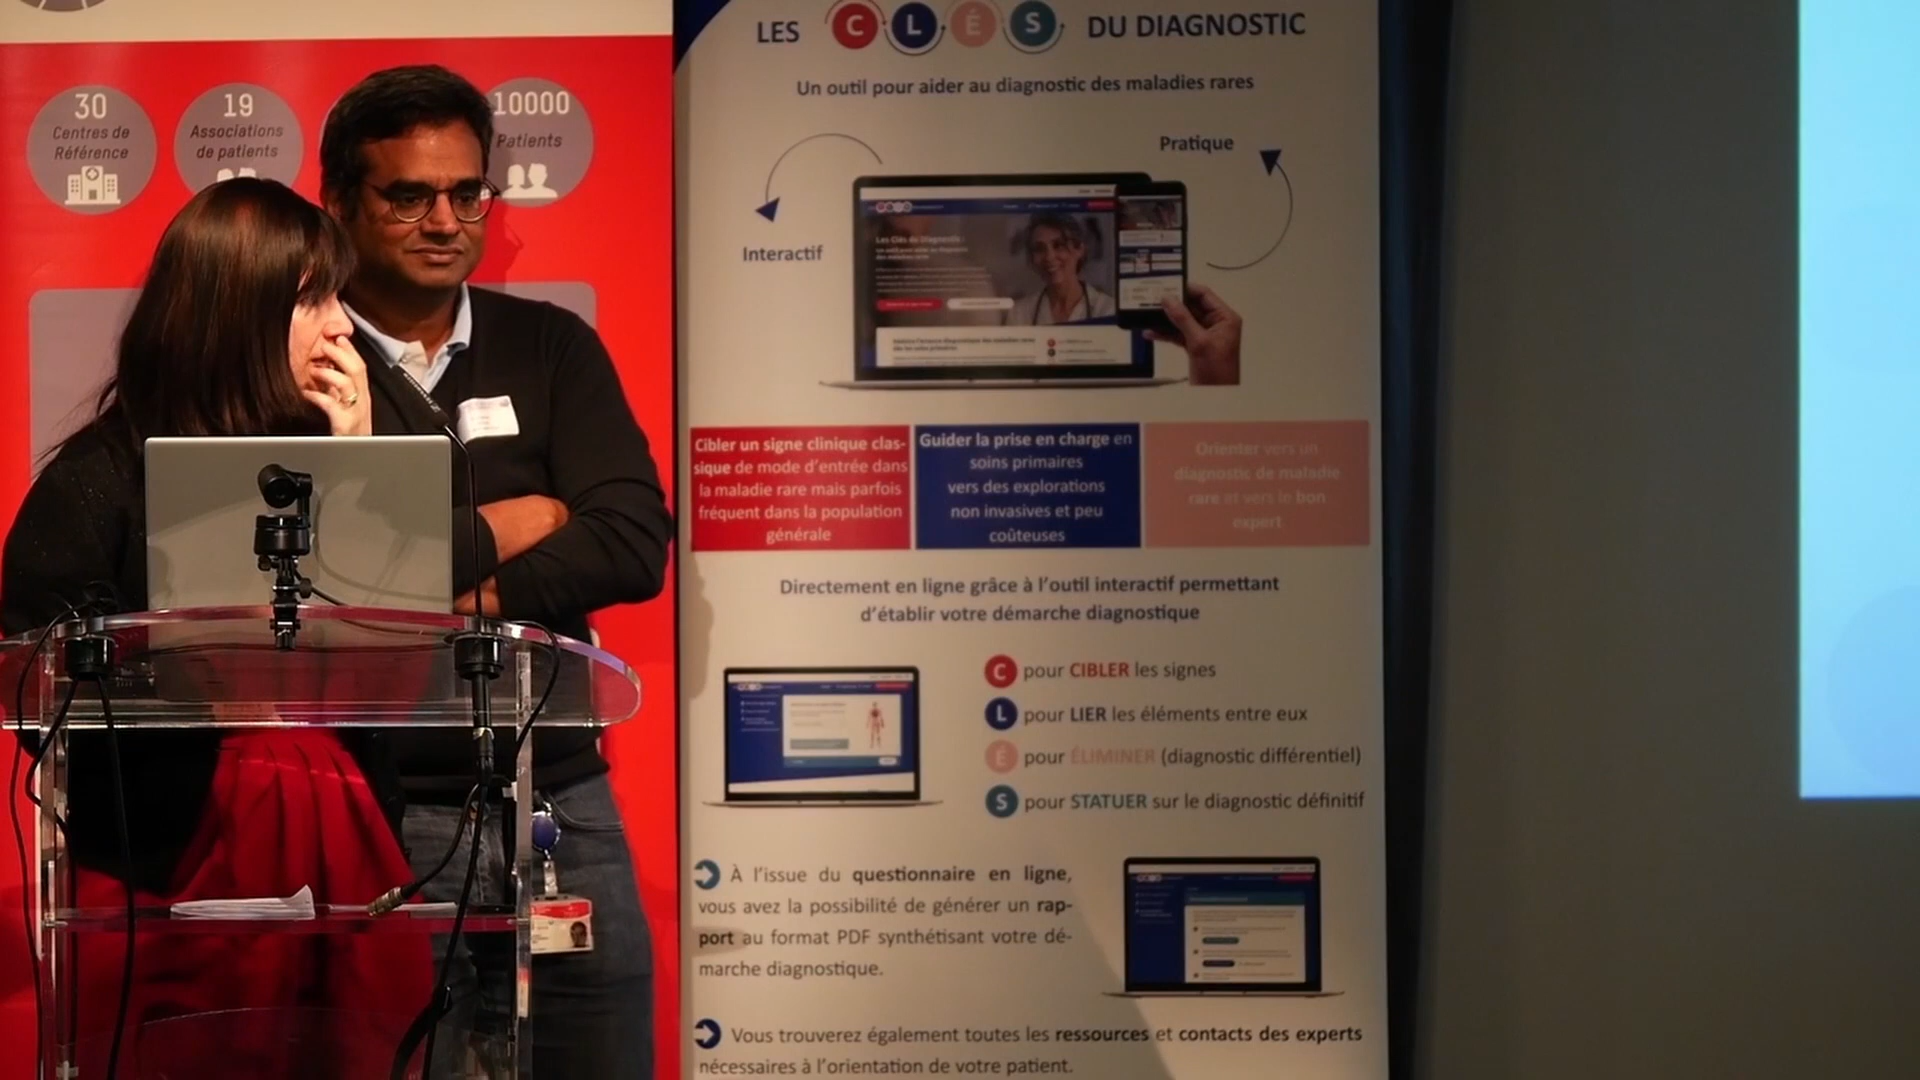 30
Centres de
Référence
19
Associations
de patients
10000
Patients
LES CLÉS DU DIAGNOSTIC
Un outil pour aider au diagnostic des maladies rares
Pratique
Interactif
Les Clés du Diagnostic :
Cibler un signe clinique clas-
sique de mode d'entrée dans
la maladie rare mais parfois
fréquent dans la population
générale
Guider la prise en charge en
soins primaires
vers des explorations
non invasives et peu
coûteuses
Orienter vers un
diagnostic de maladie
rare et vers le bon
expert
Directement en ligne grâce à l'outil interactif permettant
d'établir votre démarche diagnostique
C pour CIBLER les signes
L pour LIER les éléments entre eux
É pour ÉLIMINER (diagnostic différentiel)
S pour STATUER sur le diagnostic définitif
À l'issue du questionnaire en ligne,
vous avez la possibilité de générer un rap-
port au format PDF synthétisant votre dé-
marche diagnostique.
Vous trouverez également toutes les ressources et contacts des experts
nécessaires à l'orientation de votre patient.